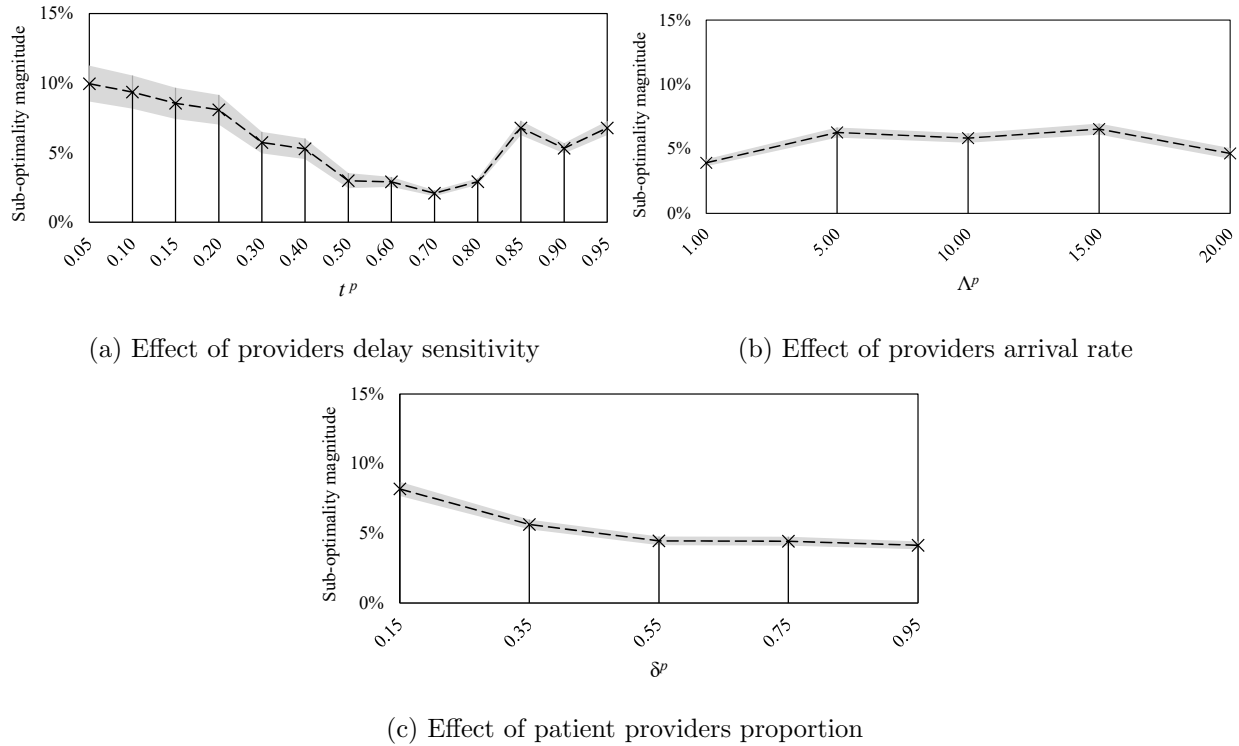 15%
10%
5%
0%
Sub-optimality magnitude
0.05 0.10 0.15 0.20 0.30 0.40 0.50 0.60 0.70 0.80 0.85 0.90 0.95
t^p
(a) Effect of providers delay sensitivity
15%
10%
5%
0%
Sub-optimality magnitude
1.00 5.00 10.00 15.00 20.00
Λ^p
(b) Effect of providers arrival rate
15%
10%
5%
0%
Sub-optimality magnitude
0.15 0.35 0.55 0.75 0.95
δ^p
(c) Effect of patient providers proportion